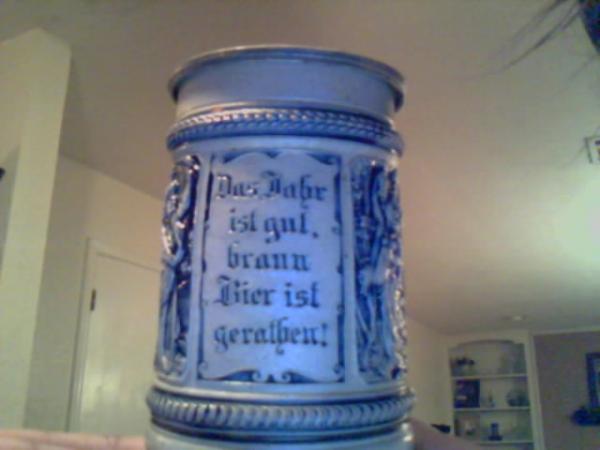 Das Jahr
ist gut,
braun
Bier ist
gerathen!